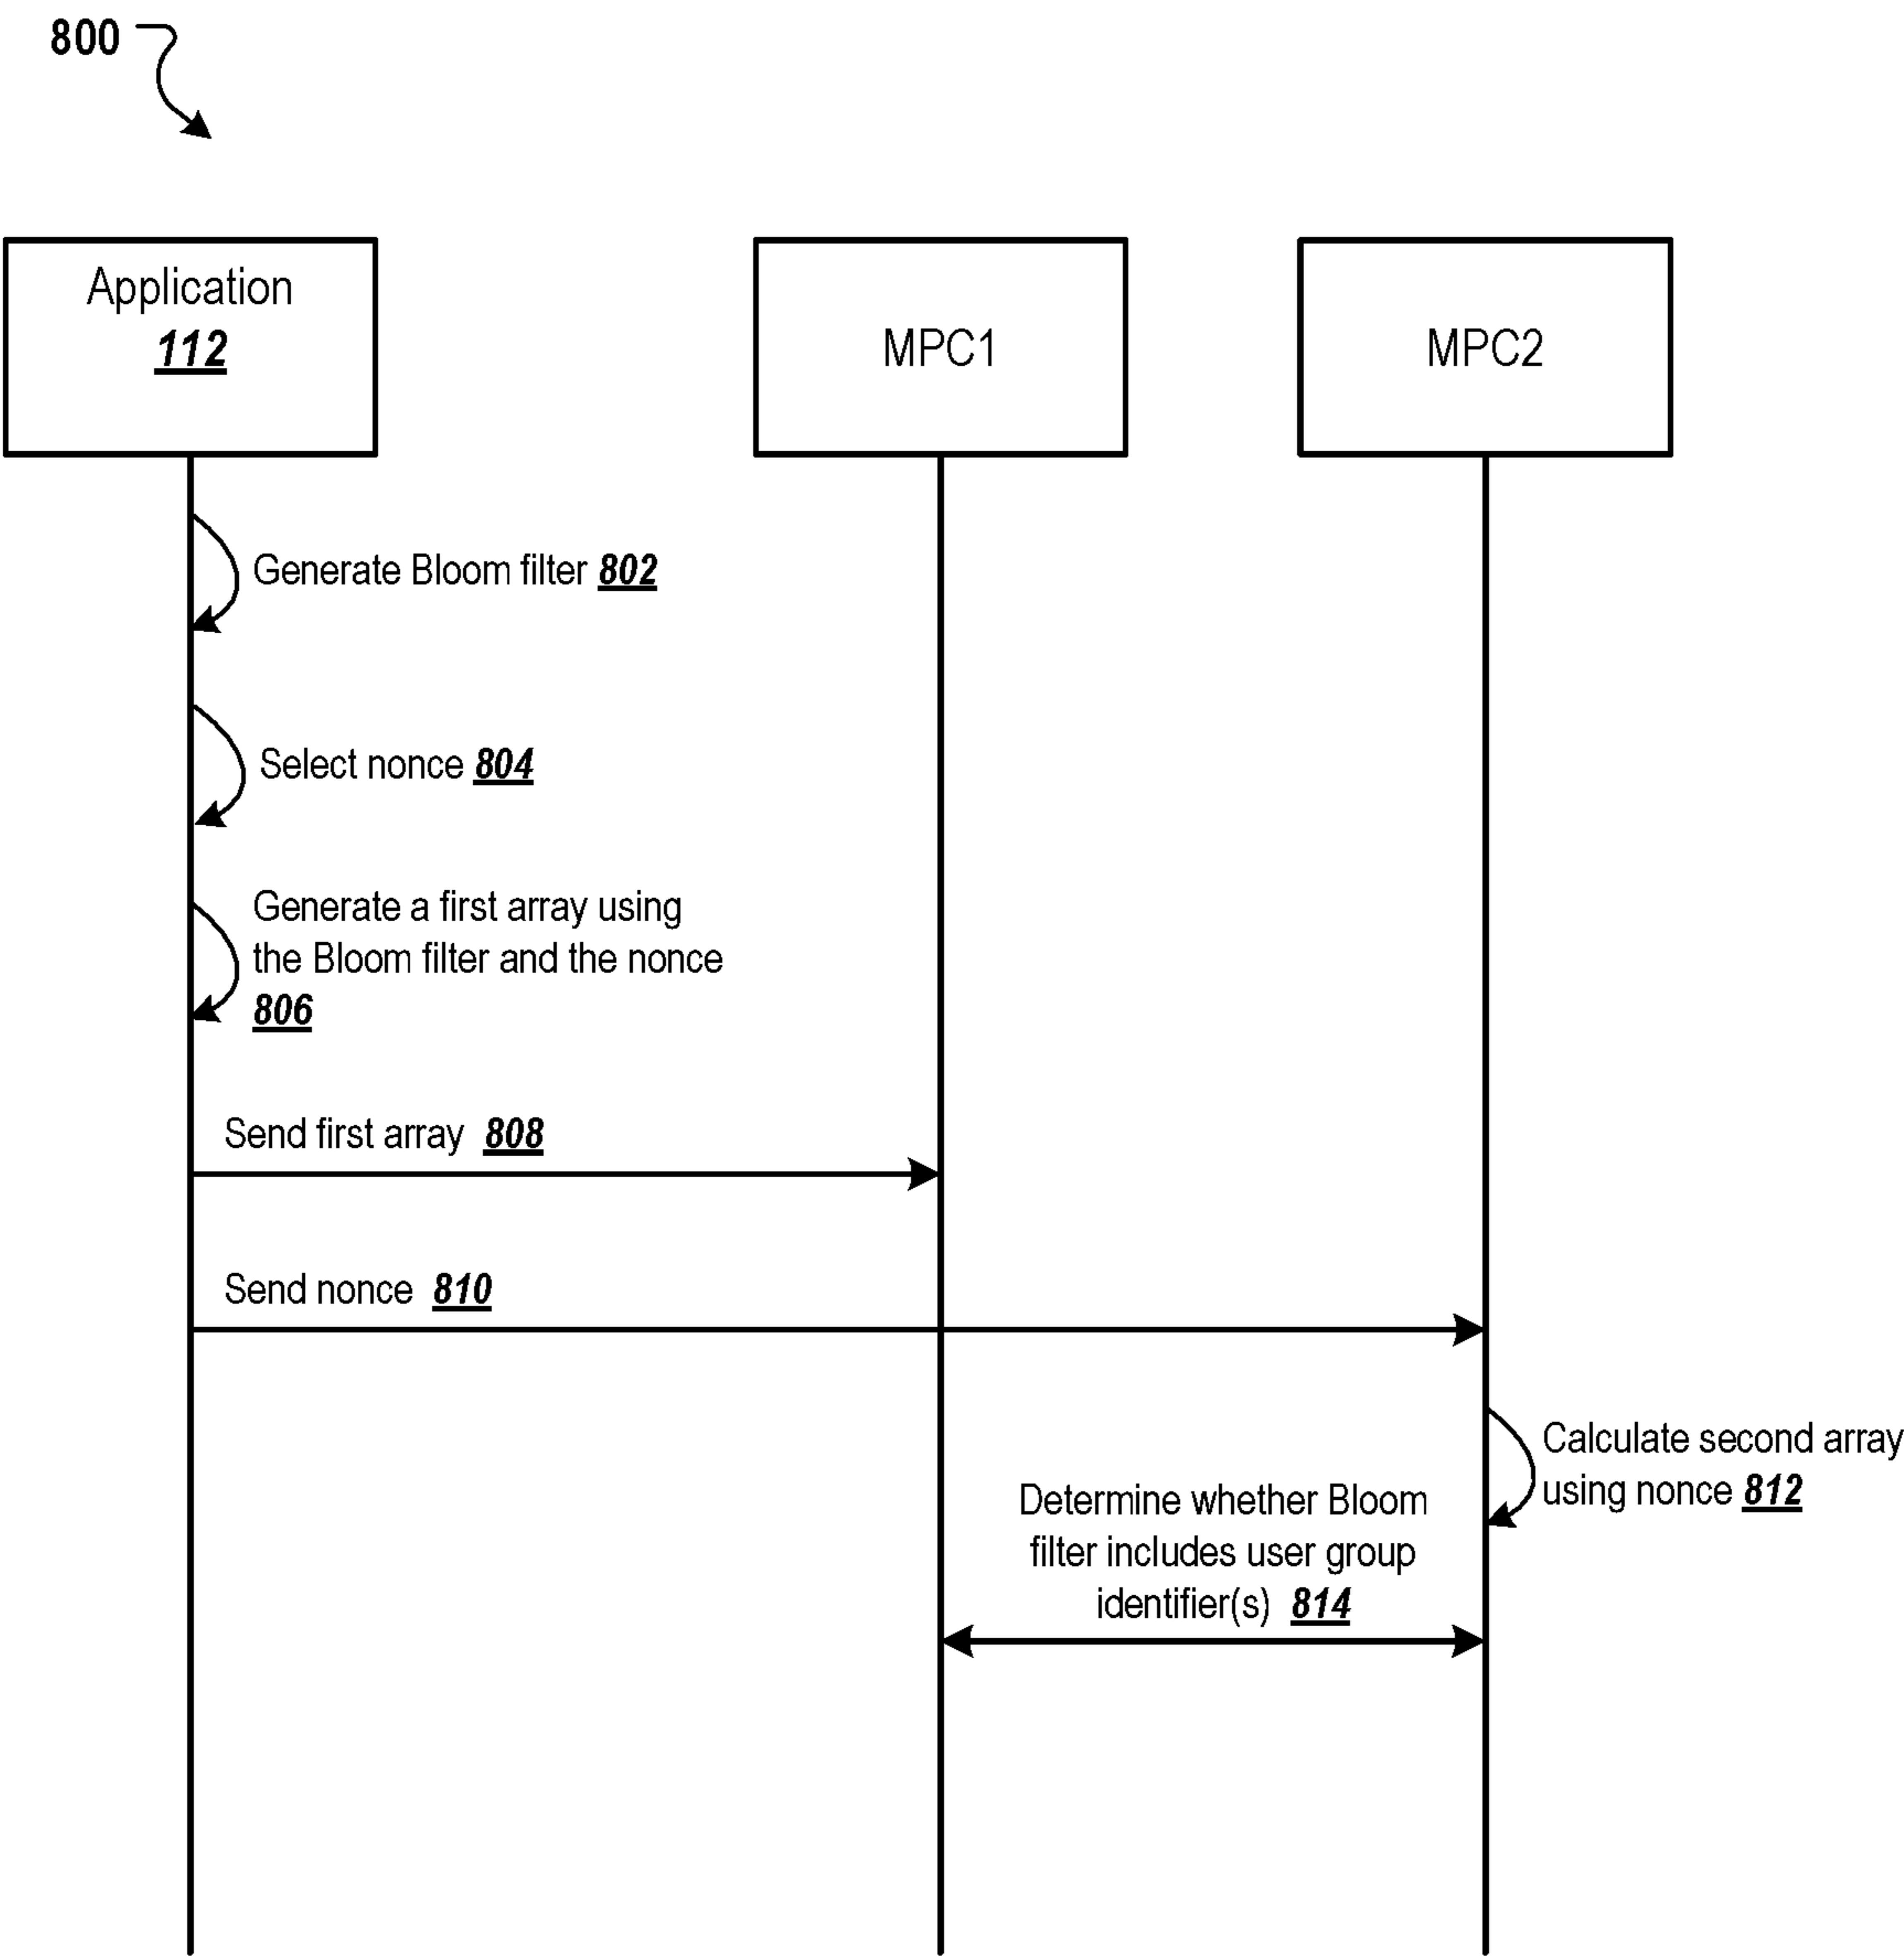 800
Application
112
MPC1
MPC2
Generate Bloom filter 802
Select nonce 804
Generate a first array using
the Bloom filter and the nonce
806
Send first array 808
Send nonce 810
Calculate second array
using nonce 812
Determine whether Bloom
filter includes user group
identifier(s) 814